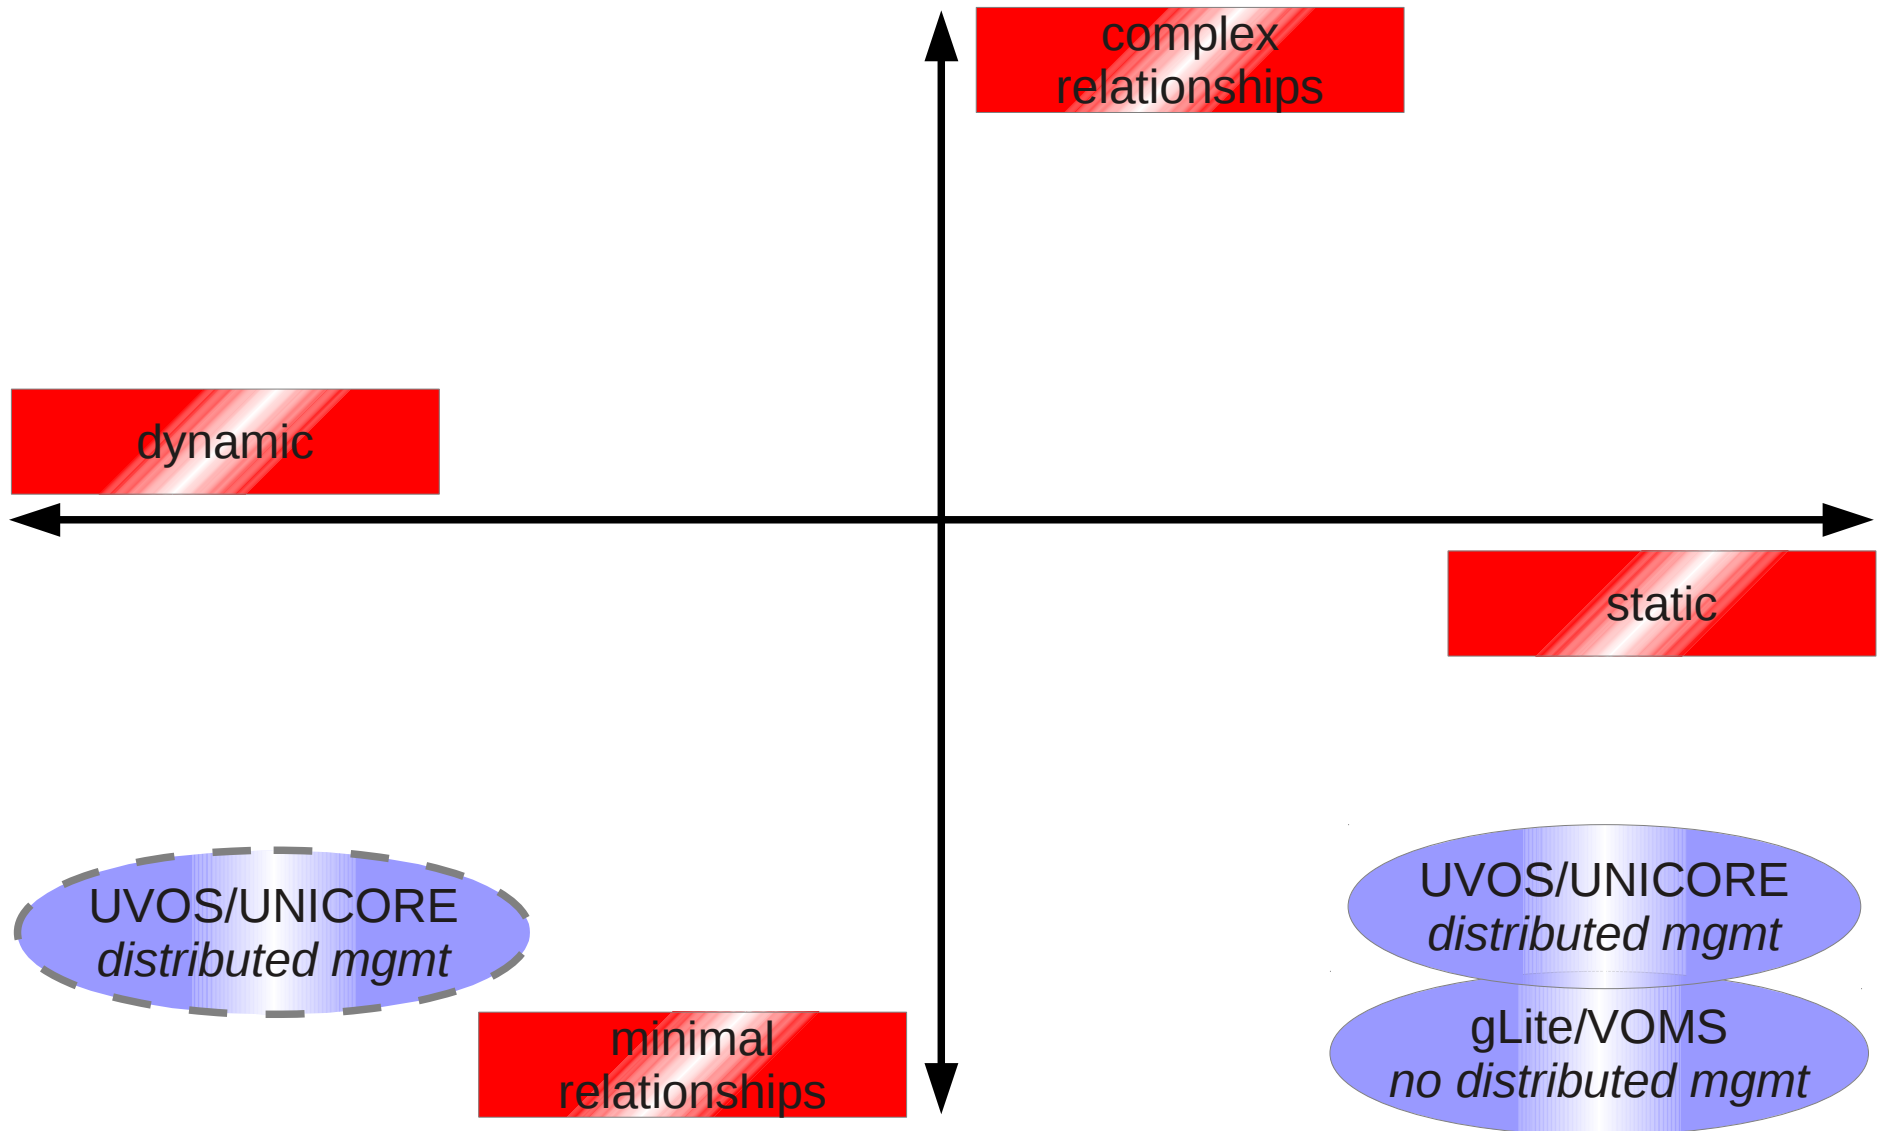 complex
relationships
dynamic
static
UVOS/UNICORE
distributed mgmt
UVOS/UNICORE
distributed mgmt
minimal
relationships
gLite/VOMS
no distributed mgmt